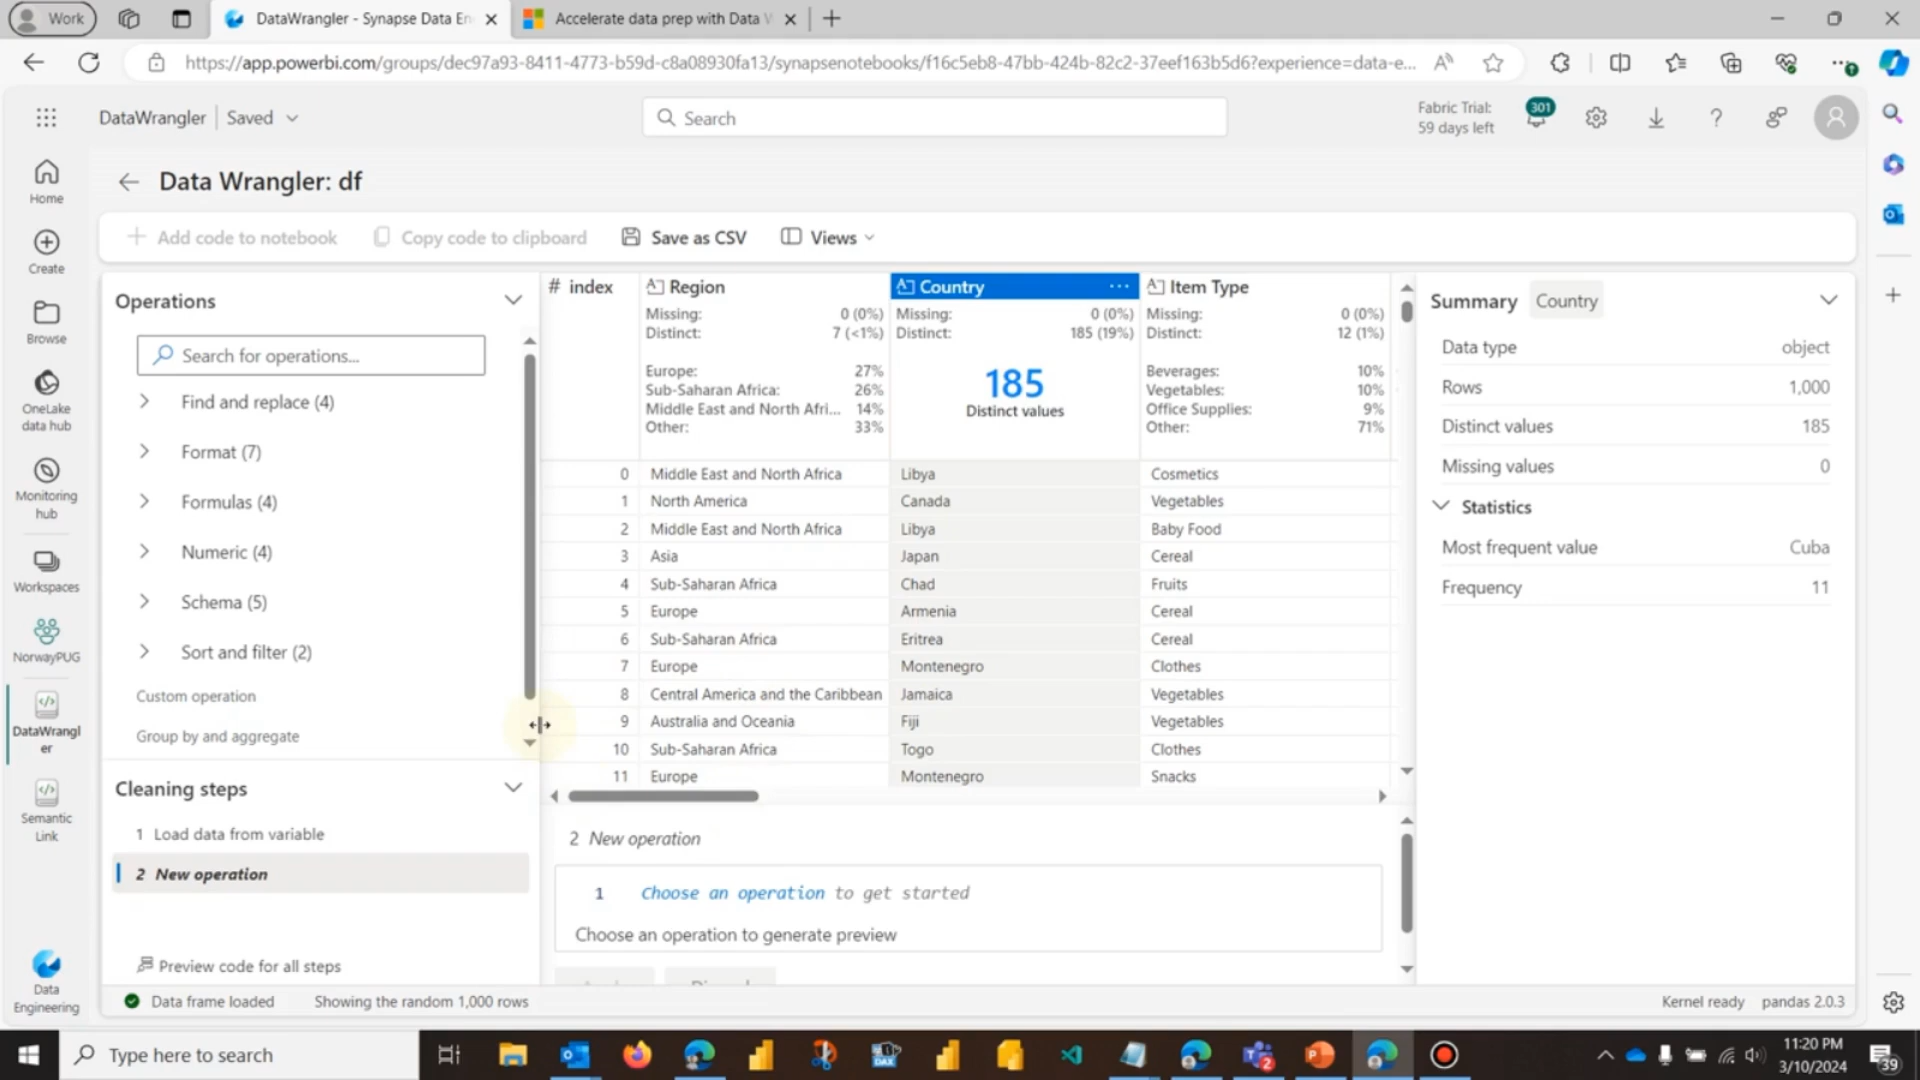 Work
DataWrangler - Synapse Data En
Accelerate data prep with Data W
https://app.powerbi.com/groups/dec97a93-8411-4773-b59d-c8a08930fa13/synapsenotebooks/f16c5eb8-47bb-424b-82c2-37eef163b5d6?experience=data-e...
DataWrangler
Saved
Search
Fabric Trial:
59 days left
301
Home
Create
Browse
OneLake
data hub
Monitoring
hub
Workspaces
NorwayPUG
DataWrangl
er
Semantic
Link
Data
Engineering
Data Wrangler: df
Add code to notebook
Copy code to clipboard
Save as CSV
Views
Operations
Search for operations...
Find and replace (4)
Format (7)
Formulas (4)
Numeric (4)
Schema (5)
Sort and filter (2)
Custom operation
Group by and aggregate
Cleaning steps
1 Load data from variable
2 New operation
Preview code for all steps
# index Region Country ... Item Type
Missing: 0 (0%) Missing: 0 (0%) Missing: 0 (0%)
Distinct: 7 (<1%) Distinct: 185 (19%) Distinct: 12 (1%)
Europe: 27% Beverages: 10%
Sub-Saharan Africa: 26% 185 Vegetables: 10%
Middle East and North Afri... 14% Distinct values Office Supplies: 9%
Other: 33% Other: 71%
0 Middle East and North Africa Libya Cosmetics
1 North America Canada Vegetables
2 Middle East and North Africa Libya Baby Food
3 Asia Japan Cereal
4 Sub-Saharan Africa Chad Fruits
5 Europe Armenia Cereal
6 Sub-Saharan Africa Eritrea Cereal
7 Europe Montenegro Clothes
8 Central America and the Caribbean Jamaica Vegetables
9 Australia and Oceania Fiji Vegetables
10 Sub-Saharan Africa Togo Clothes
11 Europe Montenegro Snacks
2 New operation
1 Choose an operation to get started
Choose an operation to generate preview
Summary Country
Data type object
Rows 1,000
Distinct values 185
Missing values 0
Statistics
Most frequent value Cuba
Frequency 11
Data frame loaded
Showing the random 1,000 rows
Kernel ready
pandas 2.0.3
Type here to search
DAX
2
11:20 PM
3/10/2024
39